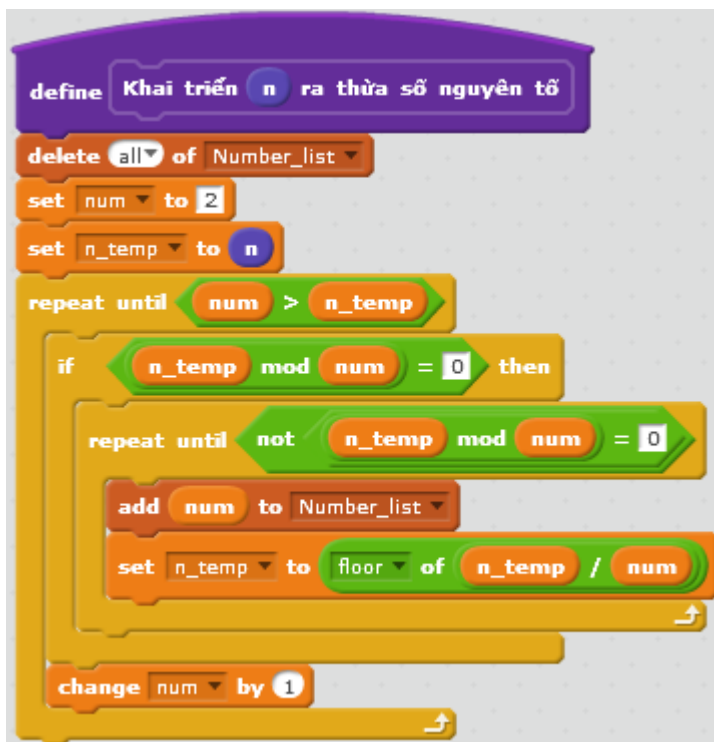 define Khai triển n ra thừa số nguyên tố
delete all of Number_list
set num to 2
set n_temp to n
repeat until num > n_temp
if n_temp mod num = 0 then
repeat until not n_temp mod num = 0
add num to Number_list
set n_temp to floor of n_temp / num
change num by 1